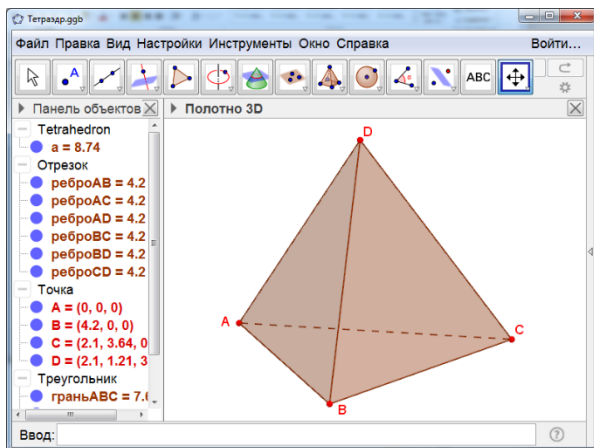 Тетраэдр.ggb
Файл Правка Вид Настройки Инструменты Окно Справка Войти...
A ABC
Панель объектов Полотно 3D
Tetrahedron
a = 8.74
Отрезок
реброAB = 4.2
реброAC = 4.2
реброAD = 4.2
реброBC = 4.2
реброBD = 4.2
реброCD = 4.2
Точка
A = (0, 0, 0)
B = (4.2, 0, 0)
C = (2.1, 3.64, 0
D = (2.1, 1.21, 3
Треугольник
граньABC = 7.6
D
A
C
B
Ввод: